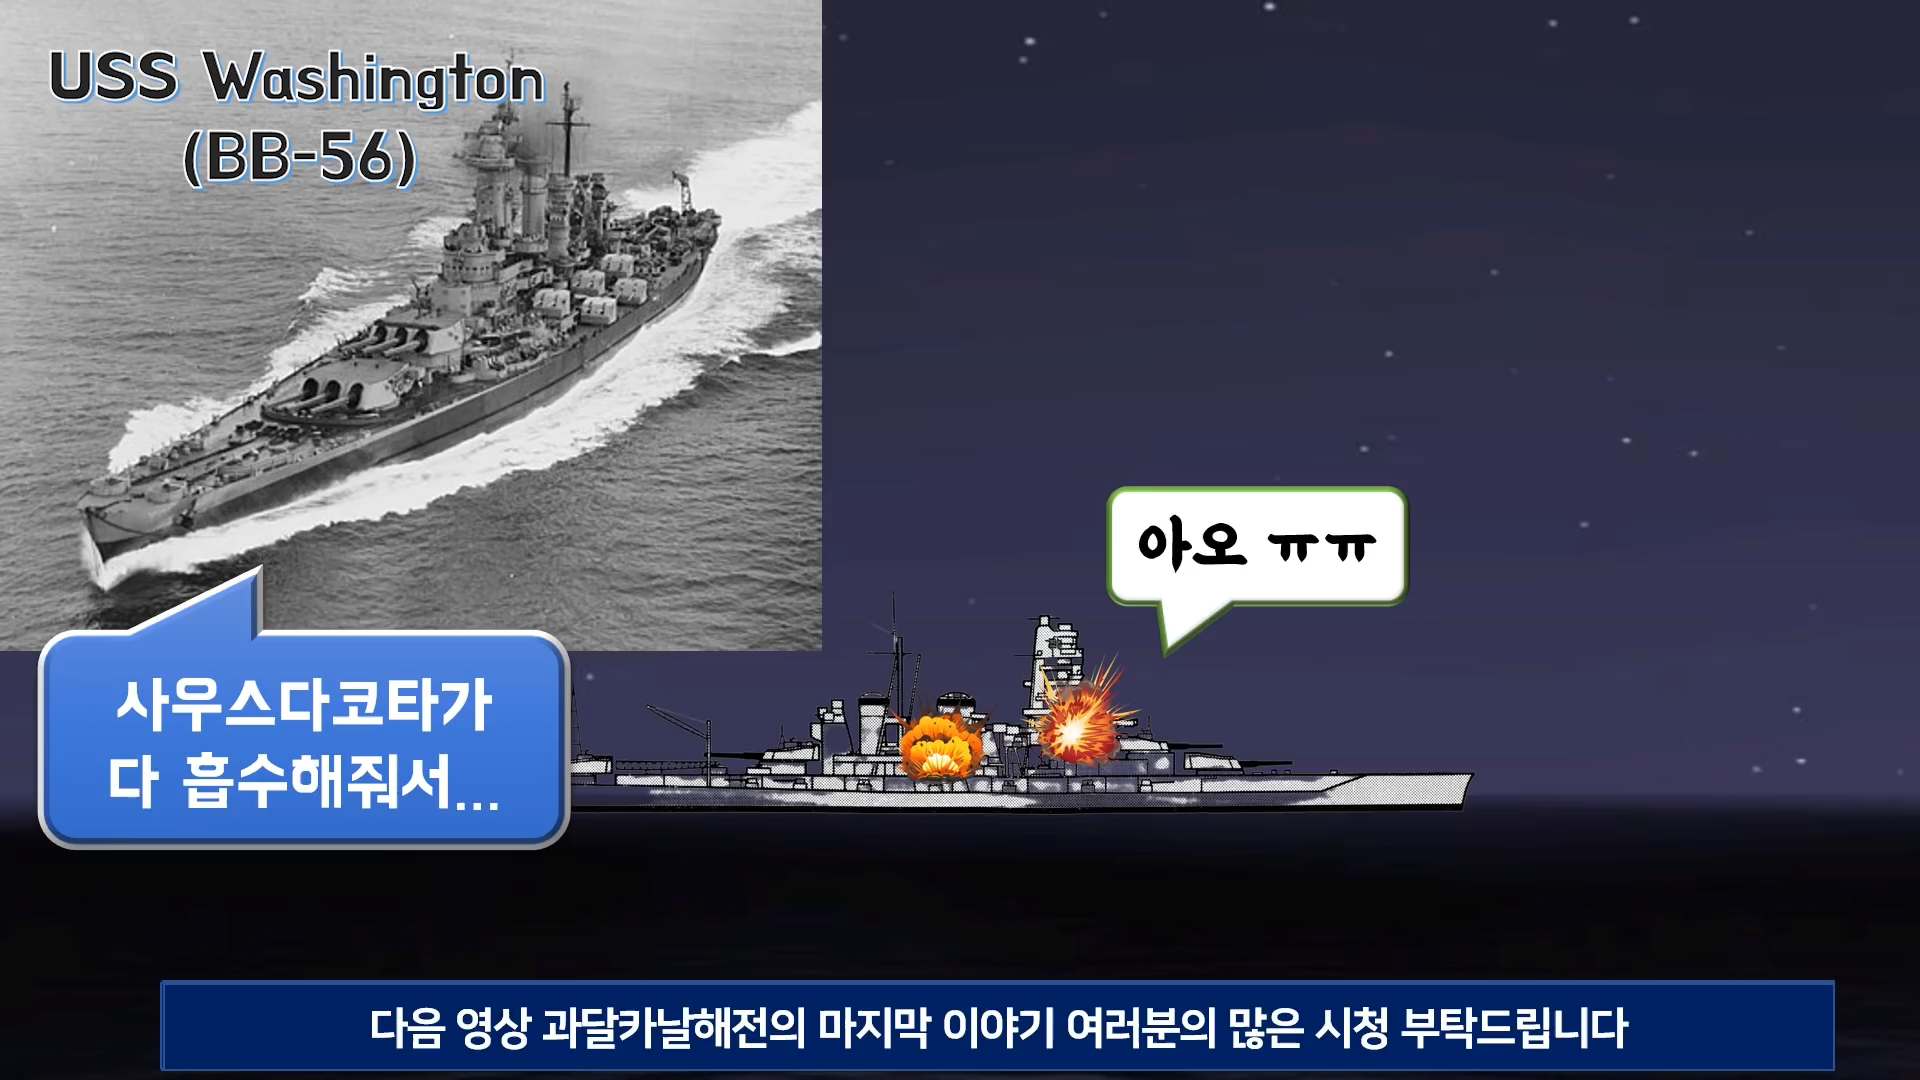 USS Washington
(BB-56)
아오 ㅠㅠ
사우스다코타가
다 흡수해줘서...
다음 영상 과달카날해전의 마지막 이야기 여러분의 많은 시청 부탁드립니다